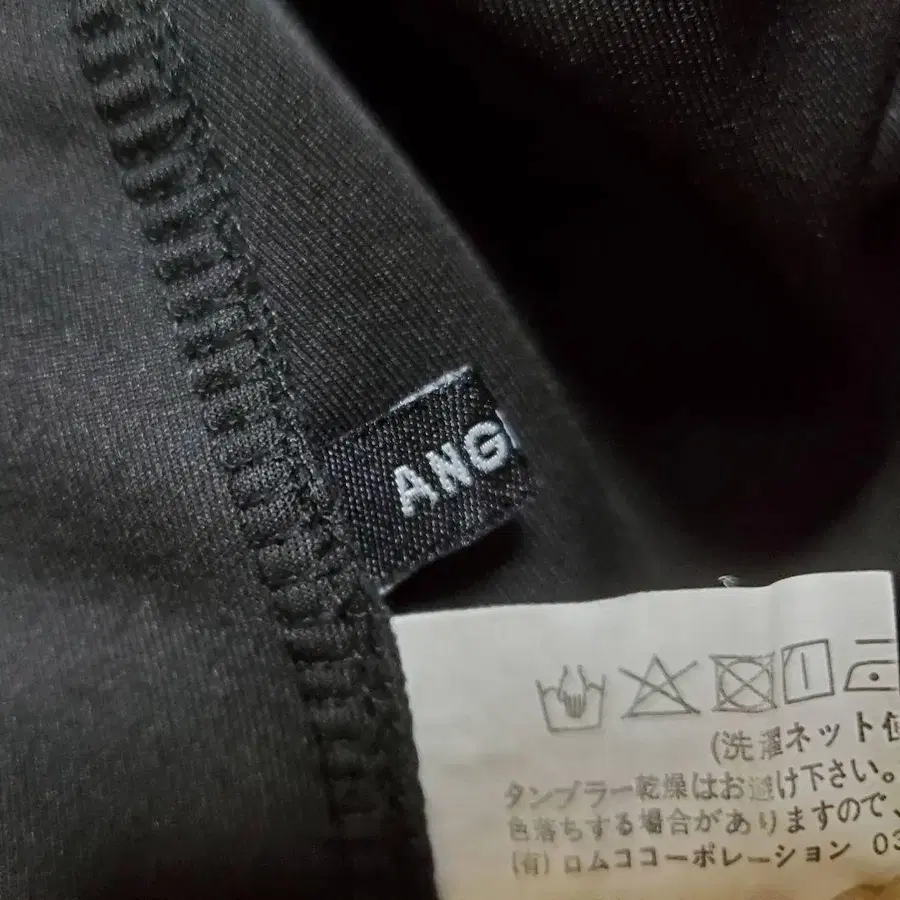 ANG
(洗濯ネット使
タンブラー乾燥はお避け下さい。
色落ちする場合がありますので、
(有) ロムココーポレーション 03